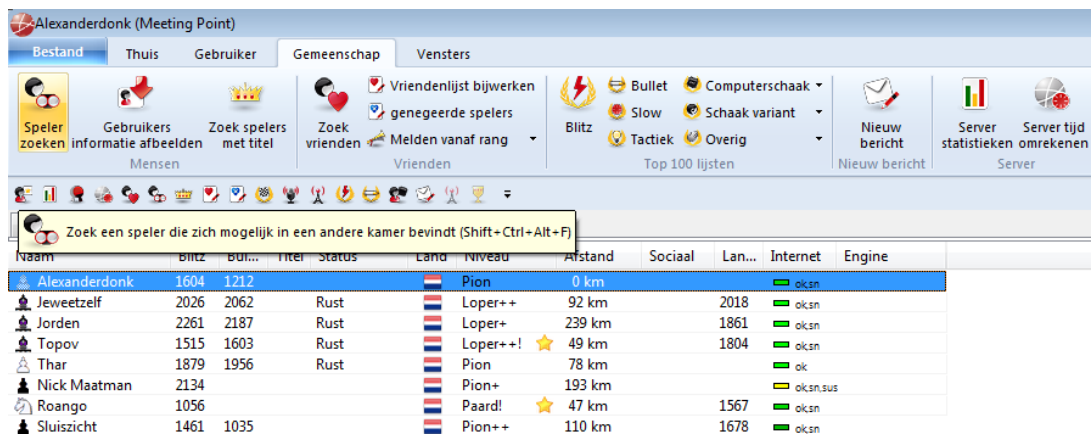 Alexanderdonk (Meeting Point)
Bestand Thuis Gebruiker Gemeenschap Vensters
Speler zoeken Gebruikers informatie afbeelden Zoek spelers met titel
Mensen
Zoek vrienden Vriendenlijst bijwerken
genegeerde spelers
Melden vanaf rang
Vrienden
Blitz Bullet Computerschaak
Slow Schaak variant
Tactiek Overig
Top 100 lijsten
Nieuw bericht
Nieuw bericht
Server statistieken Server tijd omrekenen
Server
Zoek een speler die zich mogelijk in een andere kamer bevindt (Shift+Ctrl+Alt+F)
Naam Blitz Bul... Titel Status Land Niveau Afstand Sociaal Lan... Internet Engine
Alexanderdonk 1604 1212 Pion 0 km ok,sn
Jeweetzelf 2026 2062 Rust Loper++ 92 km 2018 ok,sn
Jorden 2261 2187 Rust Loper+ 239 km 1861 ok,sn
Topov 1515 1603 Rust Loper++! 49 km 1804 ok,sn
Thar 1879 1956 Rust Pion 78 km ok
Nick Maatman 2134 Pion+ 193 km ok,sn,sus
Roango 1056 Paard! 47 km 1567 ok,sn
Sluiszicht 1461 1035 Pion++ 110 km 1678 ok,sn